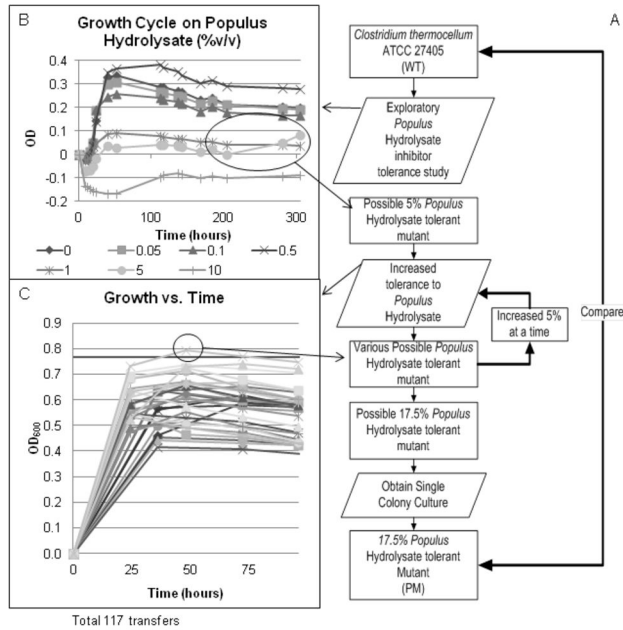 B
Growth Cycle on Populus
Hydrolysate (%v/v)
OD
0.4
0.3
0.2
0.1
0
-0.1
-0.2
0 50 100 150 200 250 300
Time (hours)
0 0.05 0.1 0.5
1 5 10
C
Growth vs. Time
OD600
0.9
0.8
0.7
0.6
0.5
0.4
0.3
0.2
0.1
0.0
0 25 50 75
Time (hours)
Total 117 transfers
A
Clostridium thermocellum
ATCC 27405
(WT)
Exploratory
Populus
Hydrolysate
inhibitor
tolerance study
Possible 5% Populus
Hydrolysate tolerant
mutant
Increased
tolerance to
Populus
Hydrolysate
Increased 5%
at a time
Compare
Various Possible Populus
Hydrolysate tolerant
mutant
Possible 17.5% Populus
Hydrolysate tolerant
mutant
Obtain Single
Colony Culture
17.5% Populus
Hydrolysate tolerant
Mutant
(PM)